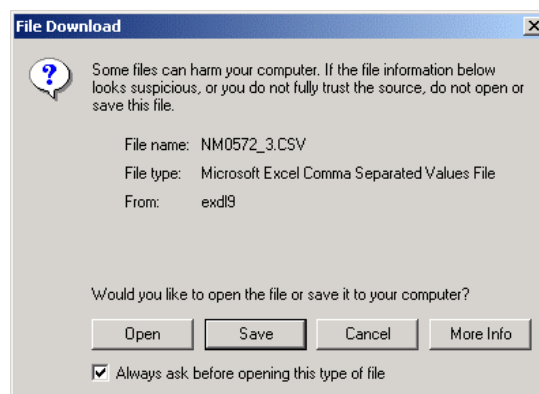 File Download
Some files can harm your computer. If the file information below
looks suspicious, or you do not fully trust the source, do not open or
save this file.
File name: NM0572_3.CSV
File type: Microsoft Excel Comma Separated Values File
From: exdl9
Would you like to open the file or save it to your computer?
Open Save Cancel More Info
Always ask before opening this type of file